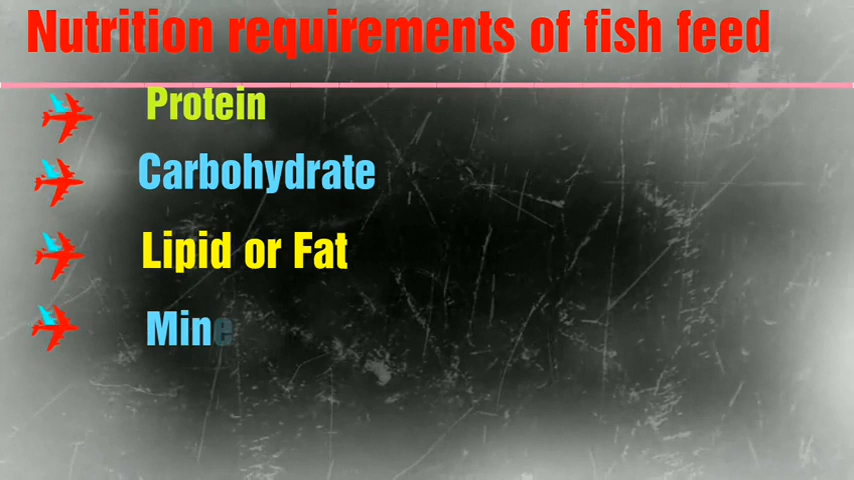 Nutrition requirements of fish feed
Protein
Carbohydrate
Lipid or Fat
Mine